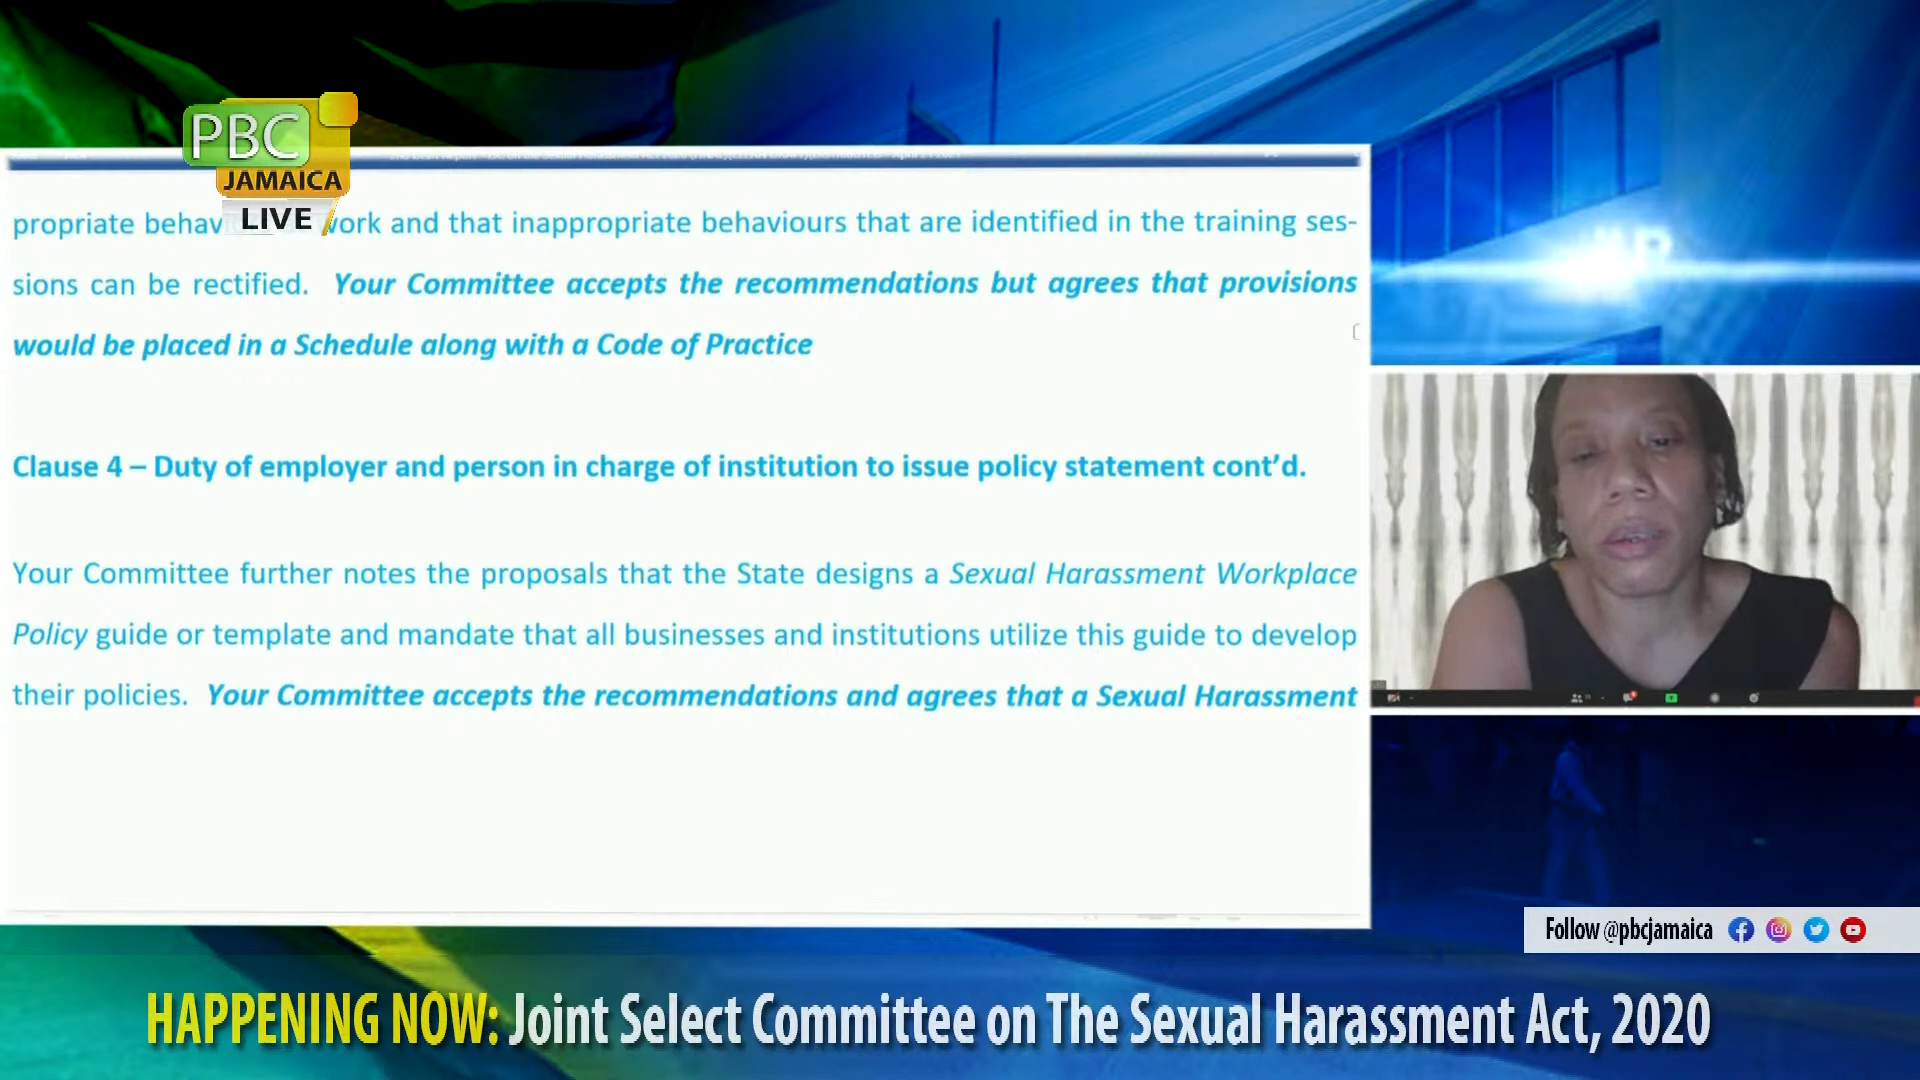 PBC
JAMAICA
LIVE
propriate behav work and that inappropriate behaviours that are identified in the training ses-
sions can be rectified. Your Committee accepts the recommendations but agrees that provisions
would be placed in a Schedule along with a Code of Practice
Clause 4 – Duty of employer and person in charge of institution to issue policy statement cont'd.
Your Committee further notes the proposals that the State designs a Sexual Harassment Workplace
Policy guide or template and mandate that all businesses and institutions utilize this guide to develop
their policies. Your Committee accepts the recommendations and agrees that a Sexual Harassment
Follow @pbcjamaica
HAPPENING NOW: Joint Select Committee on The Sexual Harassment Act, 2020